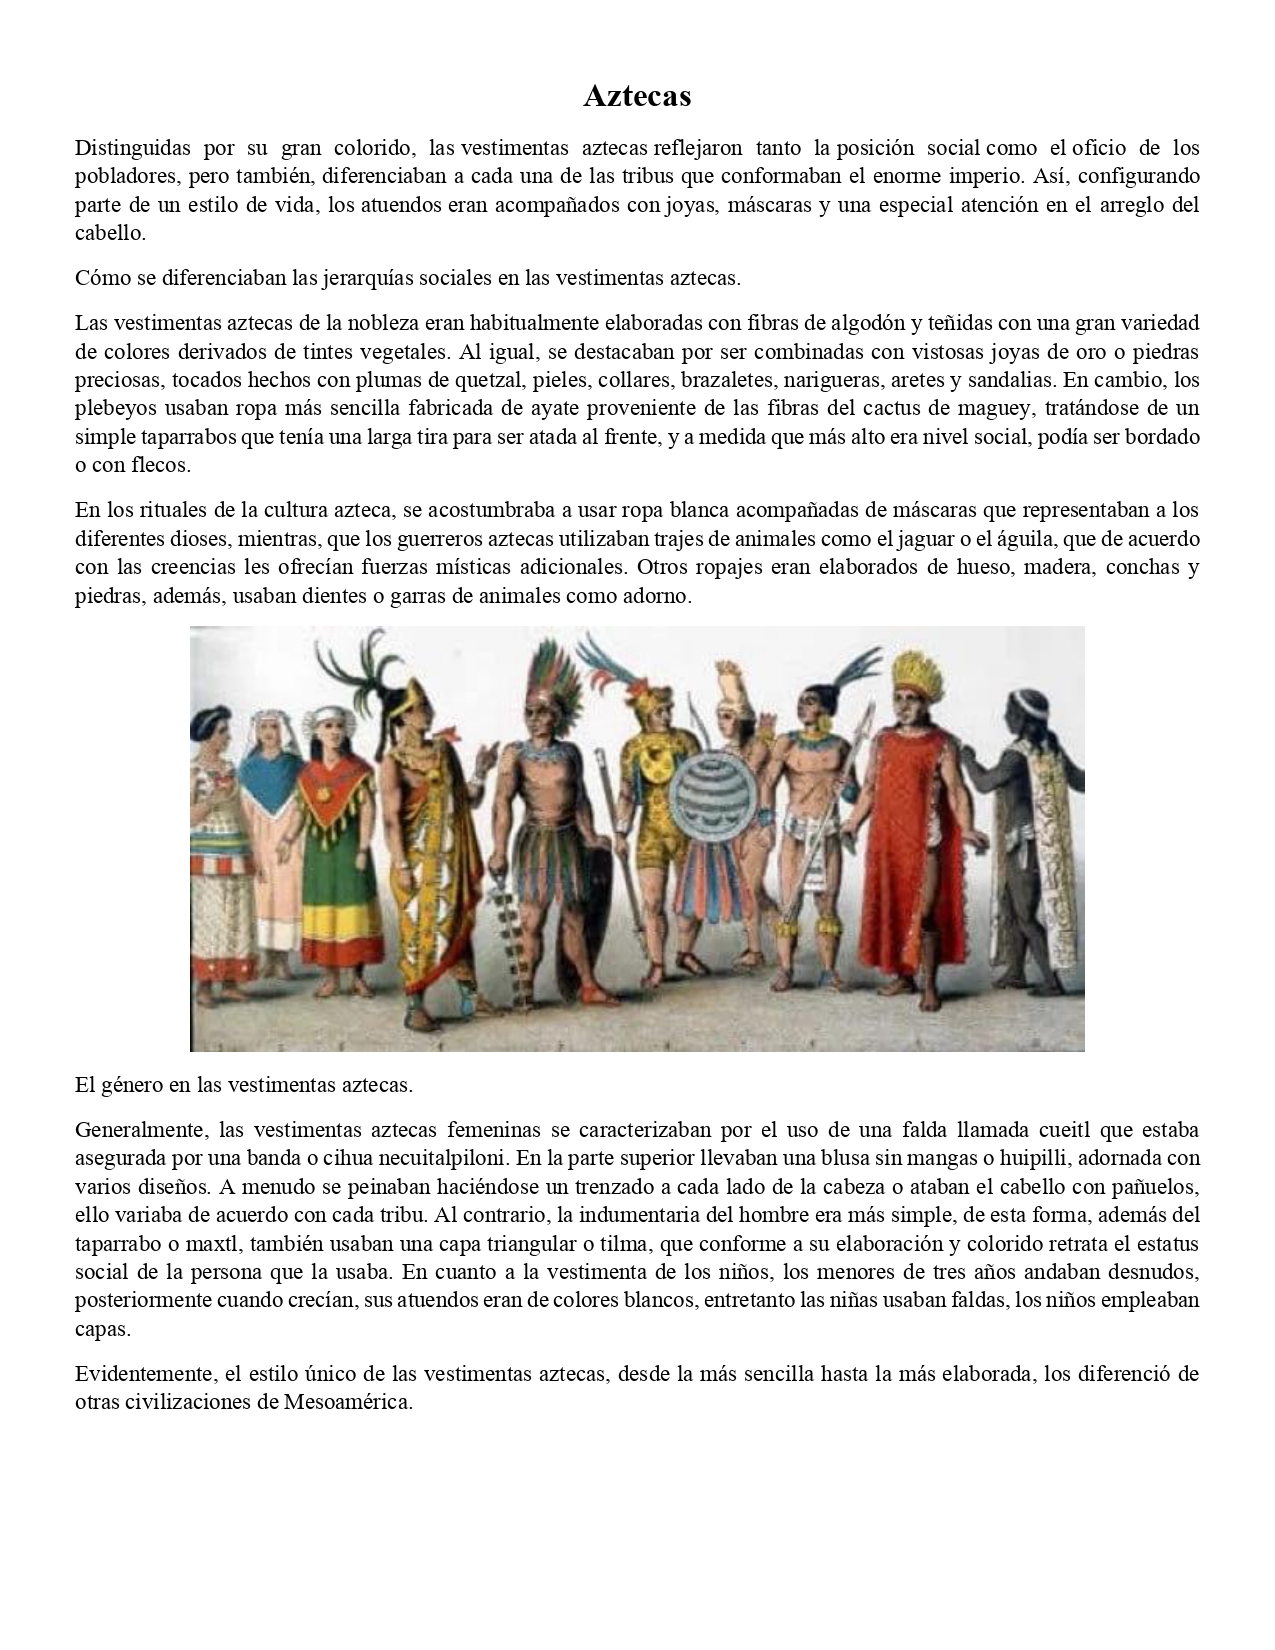 Aztecas
Distinguidas por su gran colorido, las vestimentas aztecas reflejaron tanto la posición social como el oficio de los
pobladores, pero también, diferenciaban a cada una de las tribus que conformaban el enorme imperio. Así, configurando
parte de un estilo de vida, los atuendos eran acompañados con joyas, máscaras y una especial atención en el arreglo del
cabello.
Cómo se diferenciaban las jerarquías sociales en las vestimentas aztecas.
Las vestimentas aztecas de la nobleza eran habitualmente elaboradas con fibras de algodón y teñidas con una gran variedad
de colores derivados de tintes vegetales. Al igual, se destacaban por ser combinadas con vistosas joyas de oro o piedras
preciosas, tocados hechos con plumas de quetzal, pieles, collares, brazaletes, narigueras, aretes y sandalias. En cambio, los
plebeyos usaban ropa más sencilla fabricada de ayate proveniente de las fibras del cactus de maguey, tratándose de un
simple taparrabos que tenía una larga tira para ser atada al frente, y a medida que más alto era nivel social, podía ser bordado
o con flecos.
En los rituales de la cultura azteca, se acostumbraba a usar ropa blanca acompañadas de máscaras que representaban a los
diferentes dioses, mientras, que los guerreros aztecas utilizaban trajes de animales como el jaguar o el águila, que de acuerdo
con las creencias les ofrecían fuerzas místicas adicionales. Otros ropajes eran elaborados de hueso, madera, conchas y
piedras, además, usaban dientes o garras de animales como adorno.
El género en las vestimentas aztecas.
Generalmente, las vestimentas aztecas femeninas se caracterizaban por el uso de una falda llamada cueitl que estaba
asegurada por una banda o cihua necuitalpiloni. En la parte superior llevaban una blusa sin mangas o huipilli, adornada con
varios diseños. A menudo se peinaban haciéndose un trenzado a cada lado de la cabeza o ataban el cabello con pañuelos,
ello variaba de acuerdo con cada tribu. Al contrario, la indumentaria del hombre era más simple, de esta forma, además del
taparrabo o maxtl, también usaban una capa triangular o tilma, que conforme a su elaboración y colorido retrata el estatus
social de la persona que la usaba. En cuanto a la vestimenta de los niños, los menores de tres años andaban desnudos,
posteriormente cuando crecían, sus atuendos eran de colores blancos, entretanto las niñas usaban faldas, los niños empleaban
capas.
Evidentemente, el estilo único de las vestimentas aztecas, desde la más sencilla hasta la más elaborada, los diferenció de
otras civilizaciones de Mesoamérica.